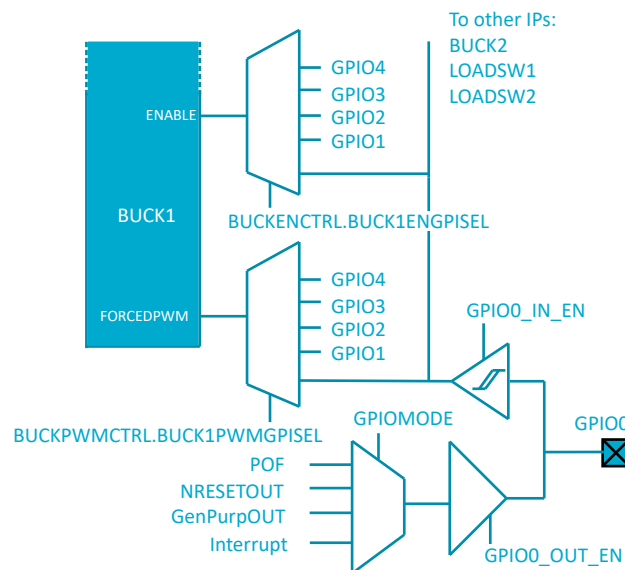 To other IPs:
BUCK2
LOADSW1
LOADSW2
GPIO4
GPIO3
GPIO2
GPIO1
ENABLE
BUCK1
BUCKENCTRL.BUCK1ENGPISEL
GPIO4
GPIO3
GPIO2
GPIO1
FORCEDPWM
GPIO0_IN_EN
BUCKPWMCTRL.BUCK1PWMGPISEL
GPIOMODE
GPIO0
POF
NRESETOUT
GenPurpOUT
Interrupt
GPIO0_OUT_EN